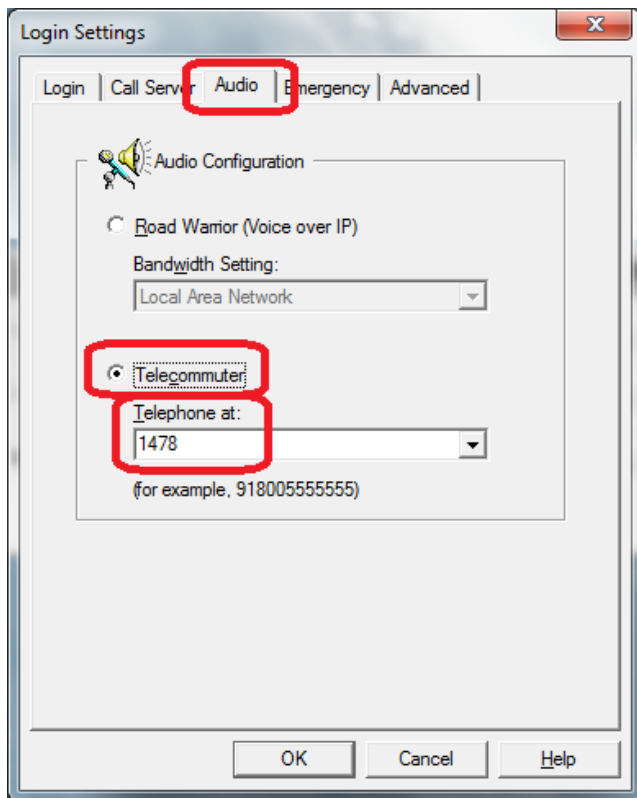 Login Settings
Login Call Server Audio Emergency Advanced
Audio Configuration
Road Warrior (Voice over IP)
Bandwidth Setting:
Local Area Network
Telecommuter
Telephone at:
1478
(for example, 918005555555)
OK Cancel Help